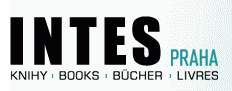 INTES PRAHA
KNIHY · BOOKS · BÜCHER · LIVRES